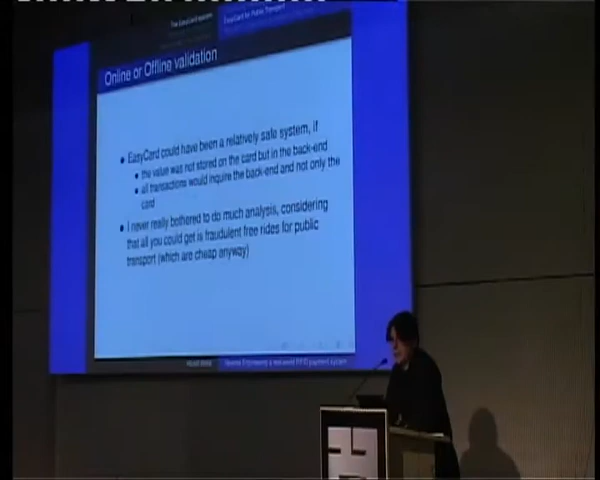 The EasyCard system
EasyCard for Public Transport
Online or Offline validation
EasyCard could have been a relatively safe system, if
the value was not stored on the card but in the back-end
all transactions would inquire the back-end and not only the
card
I never really bothered to do much analysis, considering
that all you could get is fraudulent free rides for public
transport (which are cheap anyway)
Reverse Engineering a real-world RFID payment system